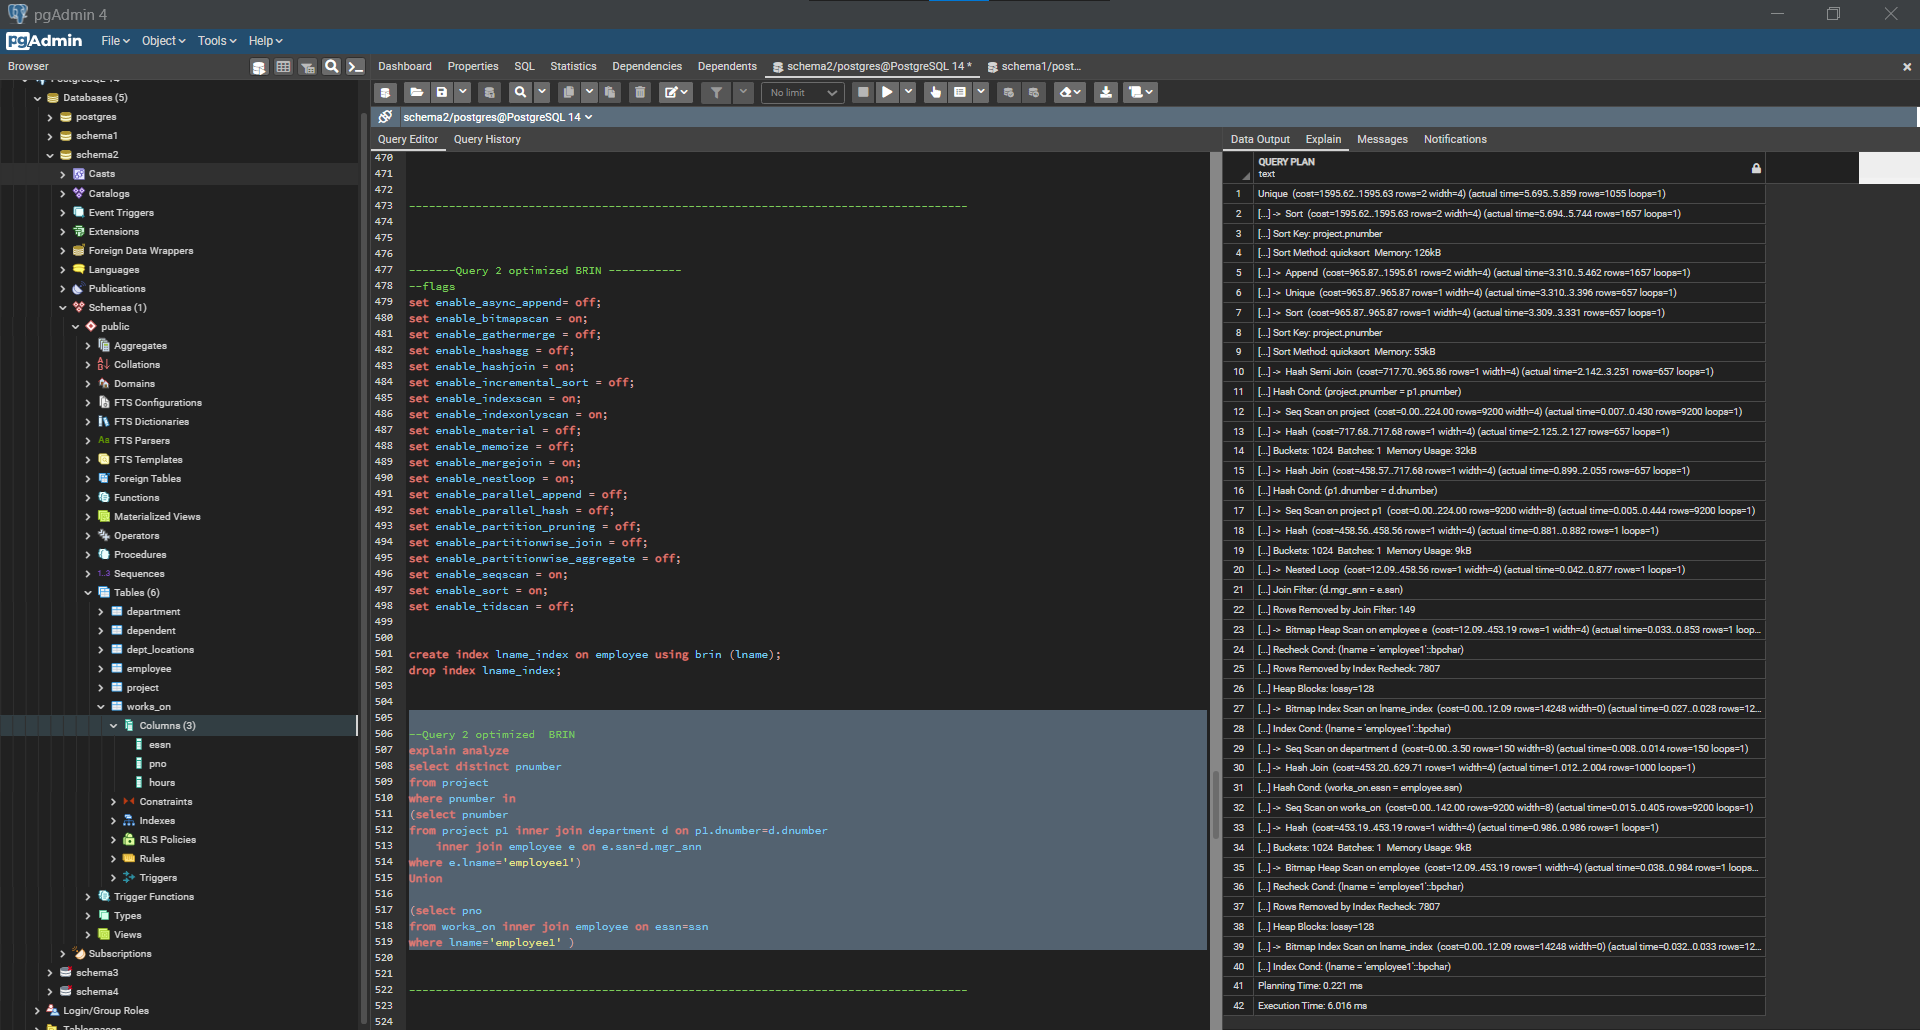 pgAdmin 4
pgAdmin File Object Tools Help
Browser
Dashboard Properties SQL Statistics Dependencies Dependents schema2/postgres@PostgreSQL 14 * schema1/post...
No limit
schema2/postgres@PostgreSQL 14
Query Editor Query History
Data Output Explain Messages Notifications
Databases (5)
postgres
schema1
schema2
Casts
Catalogs
Event Triggers
Extensions
Foreign Data Wrappers
Languages
Publications
Schemas (1)
public
Aggregates
Collations
Domains
FTS Configurations
FTS Dictionaries
FTS Parsers
FTS Templates
Foreign Tables
Functions
Materialized Views
Operators
Procedures
1..3 Sequences
Tables (6)
department
dependent
dept_locations
employee
project
works_on
Columns (3)
essn
pno
hours
Constraints
Indexes
RLS Policies
Rules
Triggers
Trigger Functions
Types
Views
Subscriptions
schema3
schema4
Login/Group Roles
470
471
472
473 ------------------------------------------------------------------------------------
474
475
476
477 -------Query 2 optimized BRIN -----------
478 --flags
479 set enable_async_append= off;
480 set enable_bitmapscan = on;
481 set enable_gathermerge = off;
482 set enable_hashagg = off;
483 set enable_hashjoin = on;
484 set enable_incremental_sort = off;
485 set enable_indexscan = on;
486 set enable_indexonlyscan = on;
487 set enable_material = off;
488 set enable_memoize = off;
489 set enable_mergejoin = on;
490 set enable_nestloop = on;
491 set enable_parallel_append = off;
492 set enable_parallel_hash = off;
493 set enable_partition_pruning = off;
494 set enable_partitionwise_join = off;
495 set enable_partitionwise_aggregate = off;
496 set enable_seqscan = on;
497 set enable_sort = on;
498 set enable_tidscan = off;
499
500
501 create index lname_index on employee using brin (lname);
502 drop index lname_index;
503
504
505
506 --Query 2 optimized  BRIN
507 explain analyze
508 select distinct pnumber
509 from project
510 where pnumber in
511 (select pnumber
512 from project p1 inner join department d on p1.dnumber=d.dnumber
513 inner join employee e on e.ssn=d.mgr_snn
514 where e.lname='employee1')
515 Union
516
517 (select pno
518 from works_on inner join employee on essn=ssn
519 where lname='employee1' )
520
521
522 ------------------------------------------------------------------------------------
523
524
QUERY PLAN
text
1 Unique (cost=1595.62..1595.63 rows=2 width=4) (actual time=5.695..5.859 rows=1055 loops=1)
2 [...] -> Sort (cost=1595.62..1595.63 rows=2 width=4) (actual time=5.694..5.744 rows=1657 loops=1)
3 [...] Sort Key: project.pnumber
4 [...] Sort Method: quicksort Memory: 126kB
5 [...] -> Append (cost=965.87..1595.61 rows=2 width=4) (actual time=3.310..5.462 rows=1657 loops=1)
6 [...] -> Unique (cost=965.87..965.87 rows=1 width=4) (actual time=3.310..3.396 rows=657 loops=1)
7 [...] -> Sort (cost=965.87..965.87 rows=1 width=4) (actual time=3.309..3.331 rows=657 loops=1)
8 [...] Sort Key: project.pnumber
9 [...] Sort Method: quicksort Memory: 55kB
10 [...] -> Hash Semi Join (cost=717.70..965.86 rows=1 width=4) (actual time=2.142..3.251 rows=657 loops=1)
11 [...] Hash Cond: (project.pnumber = p1.pnumber)
12 [...] -> Seq Scan on project (cost=0.00..224.00 rows=9200 width=4) (actual time=0.007..0.430 rows=9200 loops=1)
13 [...] -> Hash (cost=717.68..717.68 rows=1 width=4) (actual time=2.125..2.127 rows=657 loops=1)
14 [...] Buckets: 1024 Batches: 1 Memory Usage: 32kB
15 [...] -> Hash Join (cost=458.57..717.68 rows=1 width=4) (actual time=0.899..2.055 rows=657 loops=1)
16 [...] Hash Cond: (p1.dnumber = d.dnumber)
17 [...] -> Seq Scan on project p1 (cost=0.00..224.00 rows=9200 width=8) (actual time=0.005..0.444 rows=9200 loops=1)
18 [...] -> Hash (cost=458.56..458.56 rows=1 width=4) (actual time=0.881..0.882 rows=1 loops=1)
19 [...] Buckets: 1024 Batches: 1 Memory Usage: 9kB
20 [...] -> Nested Loop (cost=12.09..458.56 rows=1 width=4) (actual time=0.042..0.877 rows=1 loops=1)
21 [...] Join Filter: (d.mgr_snn = e.ssn)
22 [...] Rows Removed by Join Filter: 149
23 [...] -> Bitmap Heap Scan on employee e (cost=12.09..453.19 rows=1 width=4) (actual time=0.033..0.853 rows=1 loop...
24 [...] Recheck Cond: (lname = 'employee1'::bpchar)
25 [...] Rows Removed by Index Recheck: 7807
26 [...] Heap Blocks: lossy=128
27 [...] -> Bitmap Index Scan on lname_index (cost=0.00..12.09 rows=14248 width=0) (actual time=0.027..0.028 rows=12...
28 [...] Index Cond: (lname = 'employee1'::bpchar)
29 [...] -> Seq Scan on department d (cost=0.00..3.50 rows=150 width=8) (actual time=0.008..0.014 rows=150 loops=1)
30 [...] -> Hash Join (cost=453.20..629.71 rows=1 width=4) (actual time=1.012..2.004 rows=1000 loops=1)
31 [...] Hash Cond: (works_on.essn = employee.ssn)
32 [...] -> Seq Scan on works_on (cost=0.00..142.00 rows=9200 width=8) (actual time=0.015..0.405 rows=9200 loops=1)
33 [...] -> Hash (cost=453.19..453.19 rows=1 width=4) (actual time=0.986..0.986 rows=1 loops=1)
34 [...] Buckets: 1024 Batches: 1 Memory Usage: 9kB
35 [...] -> Bitmap Heap Scan on employee (cost=12.09..453.19 rows=1 width=4) (actual time=0.038..0.984 rows=1 loops...
36 [...] Recheck Cond: (lname = 'employee1'::bpchar)
37 [...] Rows Removed by Index Recheck: 7807
38 [...] Heap Blocks: lossy=128
39 [...] -> Bitmap Index Scan on lname_index (cost=0.00..12.09 rows=14248 width=0) (actual time=0.032..0.033 rows=12...
40 [...] Index Cond: (lname = 'employee1'::bpchar)
41 Planning Time: 0.221 ms
42 Execution Time: 6.016 ms